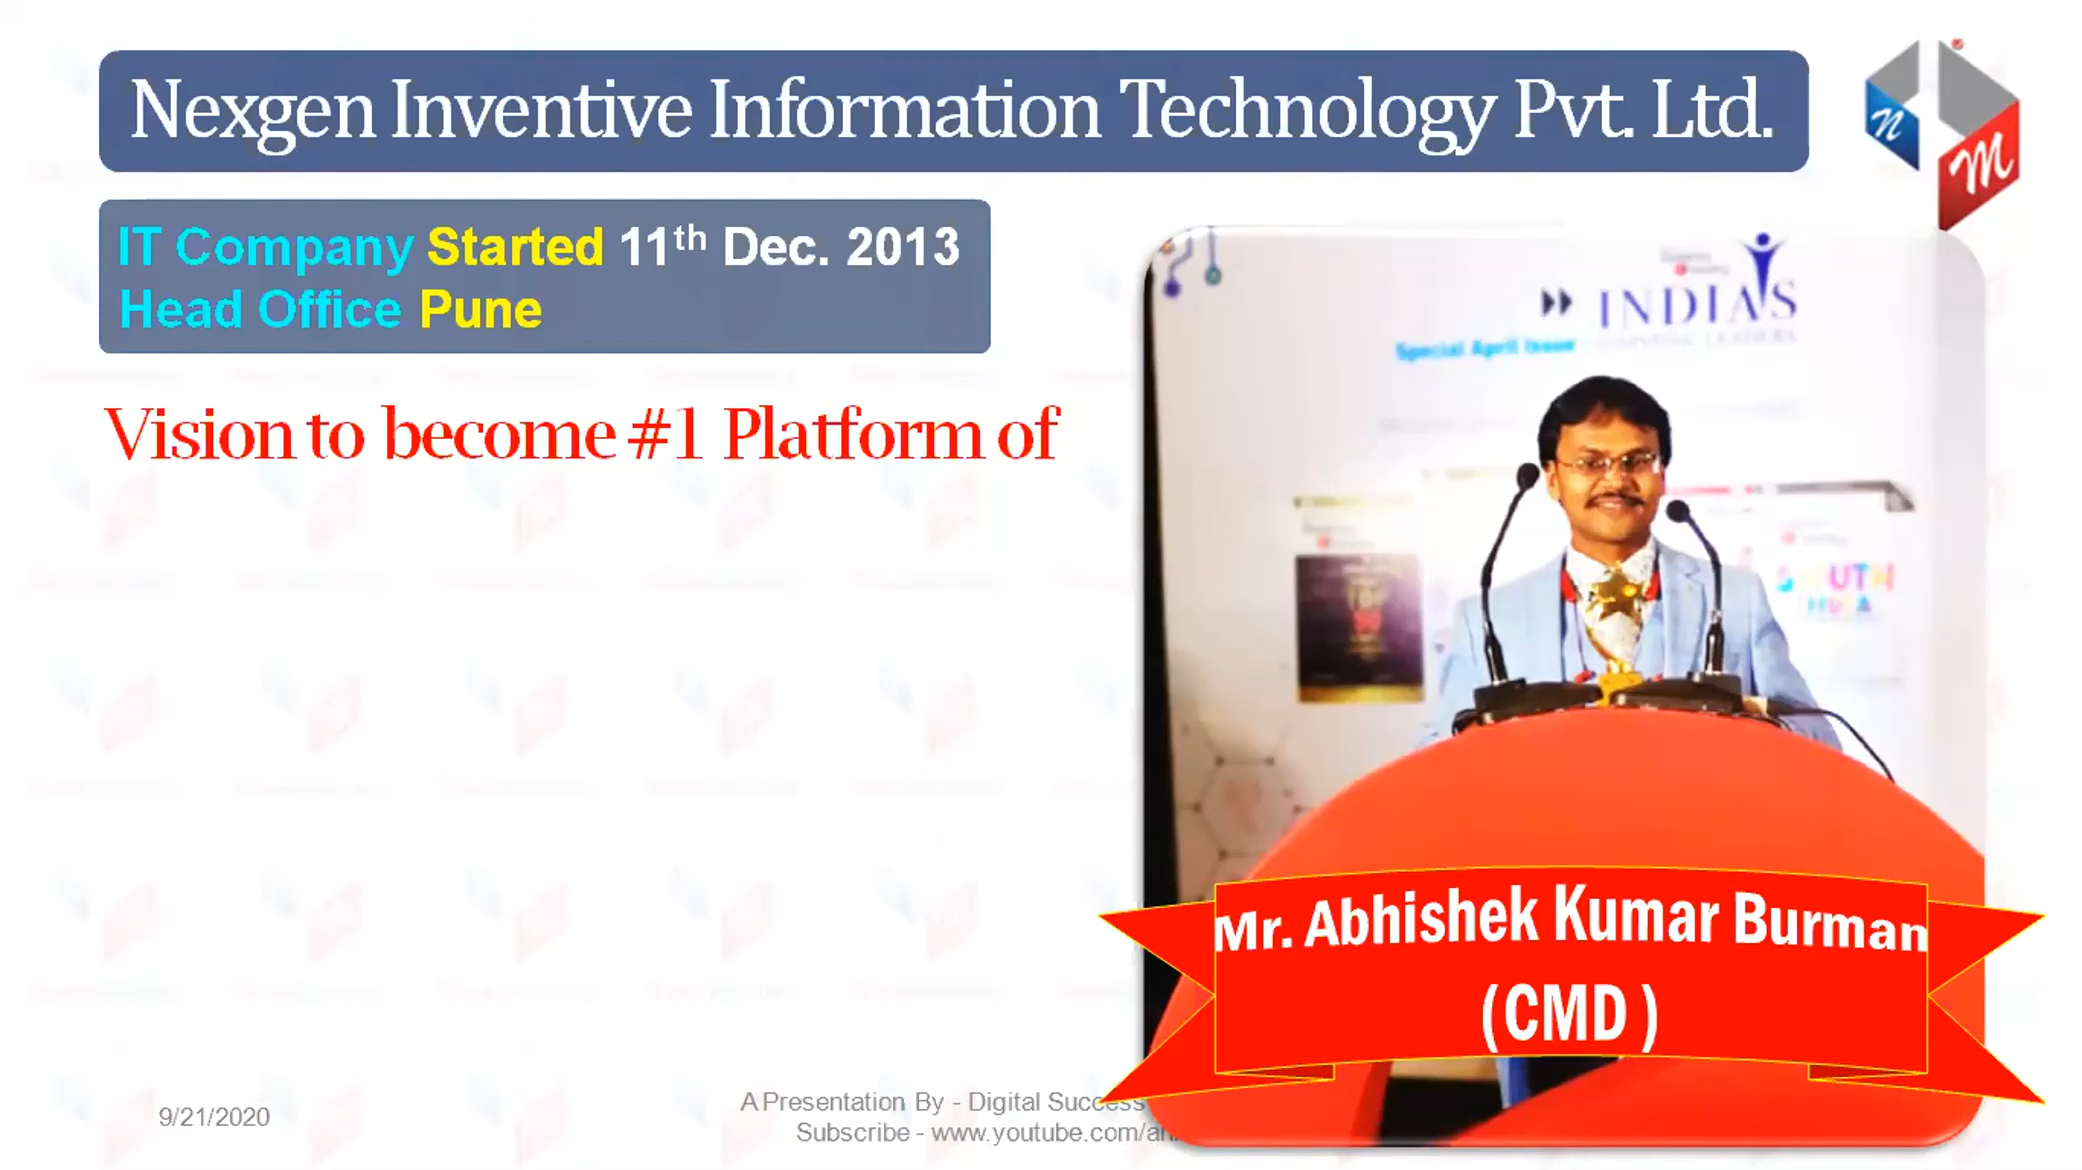 Nexgen Inventive Information Technology Pvt. Ltd.
n
M
IT Company Started 11th Dec. 2013
Head Office Pune
INDIA'S
Special April Issue
Vision to become #1 Platform of
Mr. Abhishek Kumar Burman
(CMD )
9/21/2020
A Presentation By - Digital Success
Subscribe - www.youtube.com/